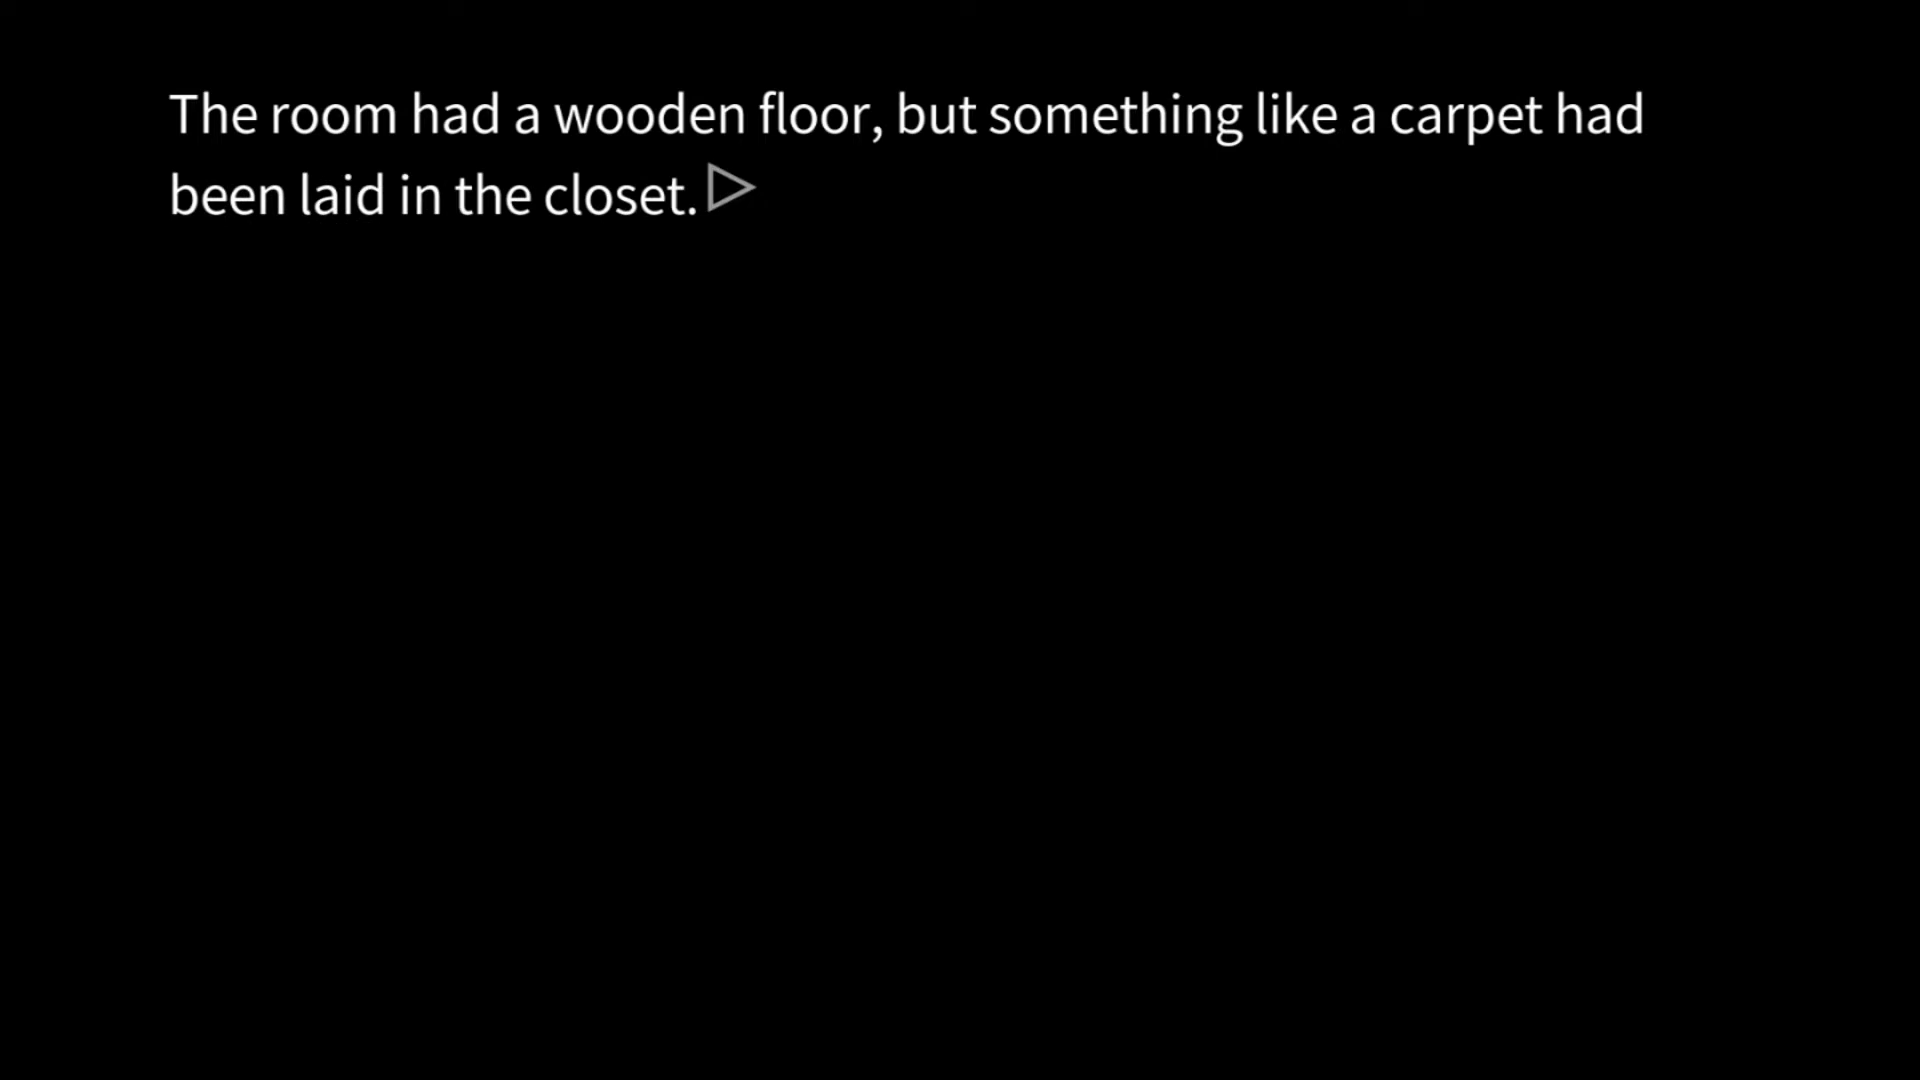 The room had a wooden floor, but something like a carpet had
been laid in the closet.